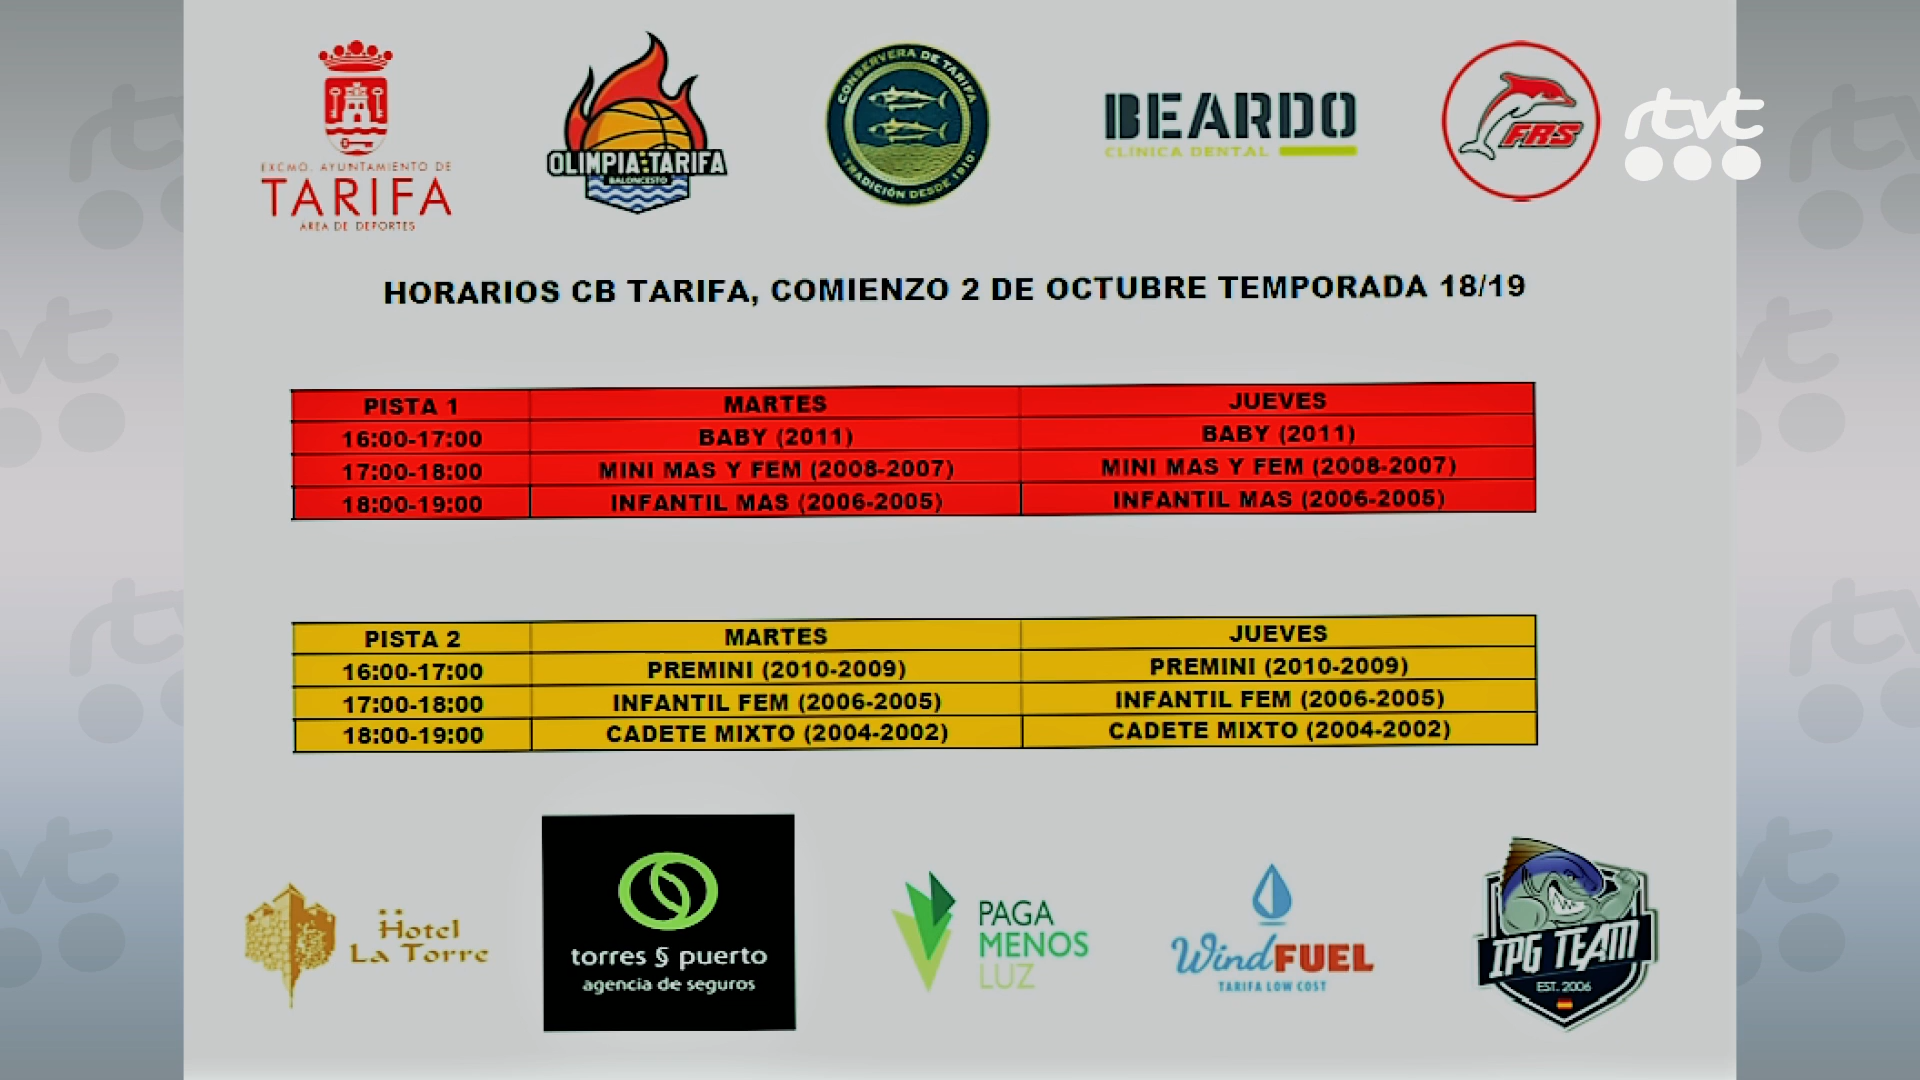 EXCMO. AYUNTAMIENTO DE
TARIFA
ÁREA DE DEPORTES
OLIMPIA TARIFA
BALONCESTO
CONSERVERA DE TARIFA
·TRADICIÓN DESDE 1910·
BEARDO
CLINICA DENTAL
FRS
rtvt
HORARIOS CB TARIFA, COMIENZO 2 DE OCTUBRE TEMPORADA 18/19
PISTA 1 MARTES JUEVES
16:00-17:00 BABY (2011) BABY (2011)
17:00-18:00 MINI MAS Y FEM (2008-2007) MINI MAS Y FEM (2008-2007)
18:00-19:00 INFANTIL MAS (2006-2005) INFANTIL MAS (2006-2005)
PISTA 2 MARTES JUEVES
16:00-17:00 PREMINI (2010-2009) PREMINI (2010-2009)
17:00-18:00 INFANTIL FEM (2006-2005) INFANTIL FEM (2006-2005)
18:00-19:00 CADETE MIXTO (2004-2002) CADETE MIXTO (2004-2002)
Hotel
La Torre
torres § puerto
agencia de seguros
PAGA
MENOS
LUZ
WindFUEL
TARIFA LOW COST
IPG TEAM
EST. 2006